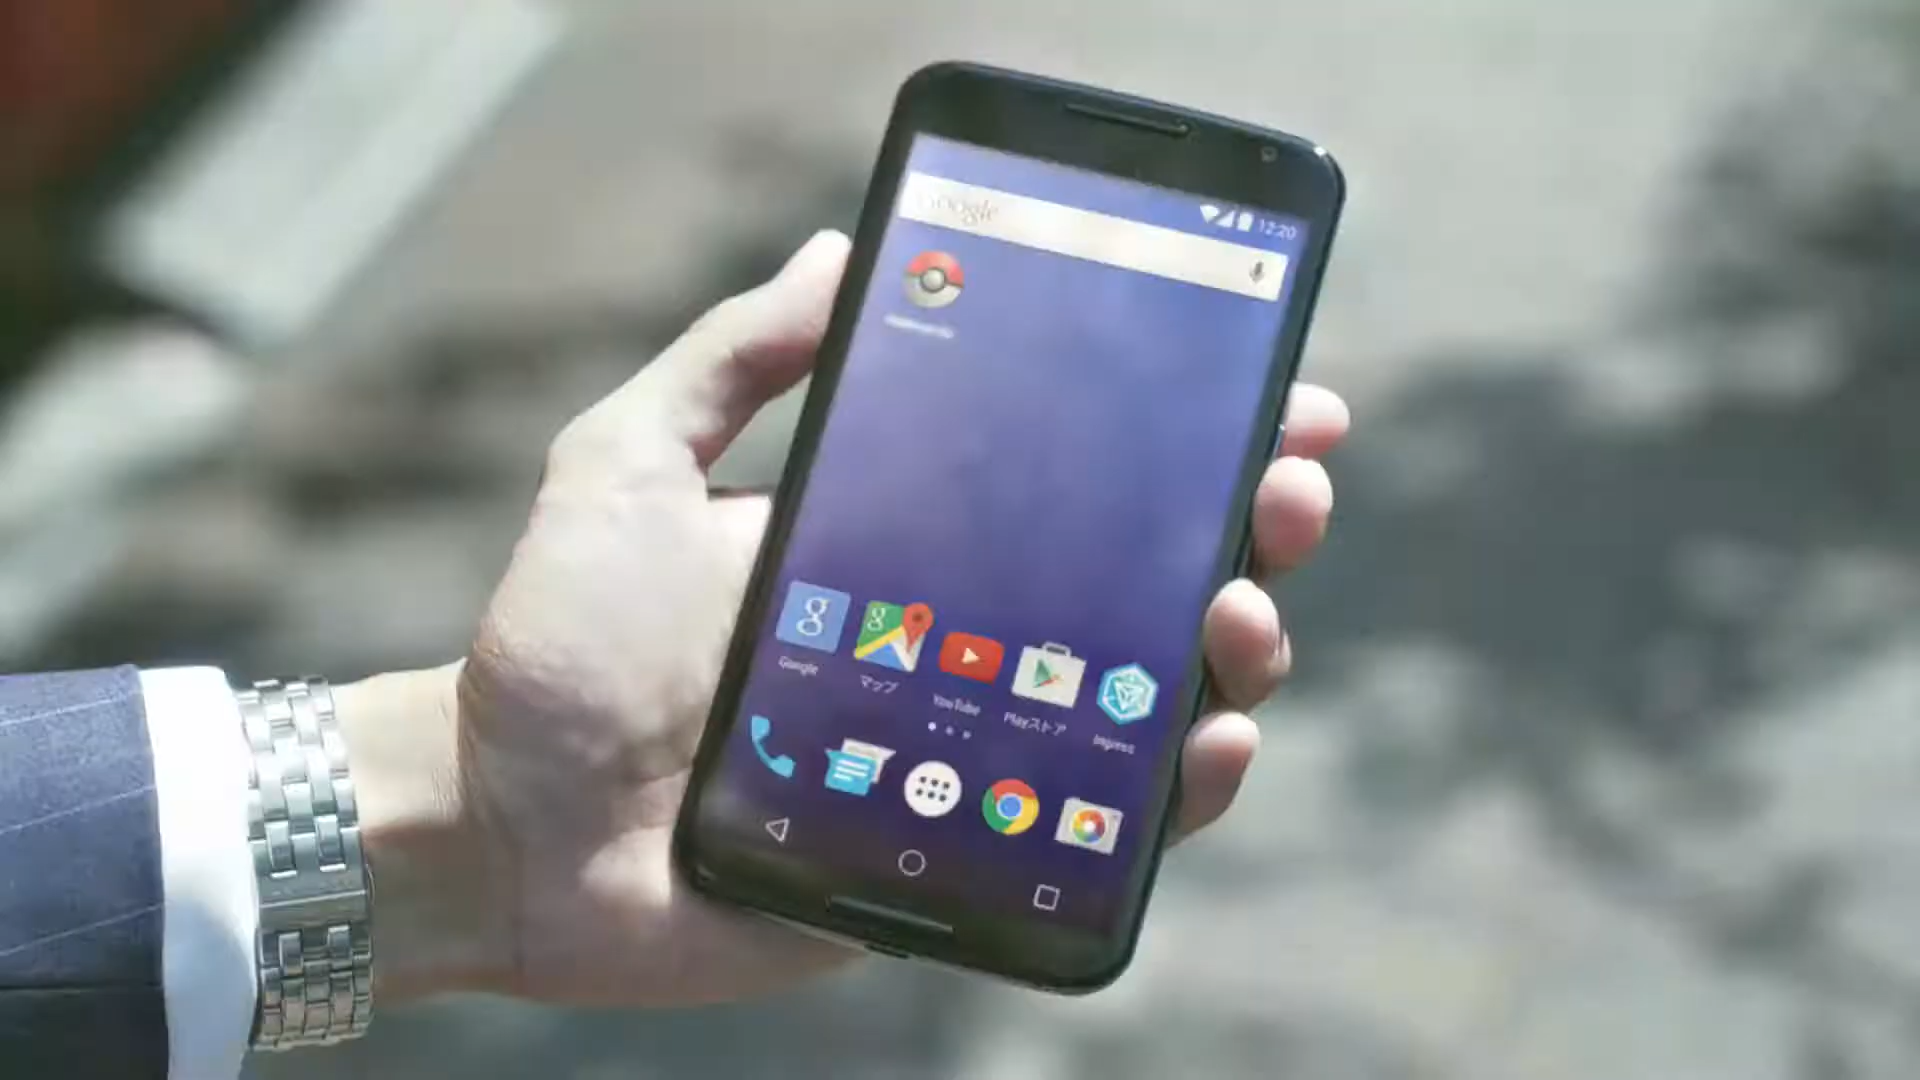 12:20
Google
Google
マップ
YouTube
Playストア
Ingress